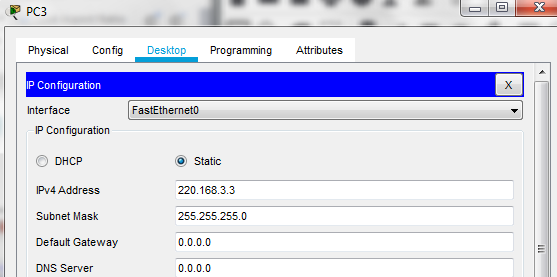 PC3
Physical Config Desktop Programming Attributes
IP Configuration X
Interface FastEthernet0
IP Configuration
DHCP Static
IPv4 Address 220.168.3.3
Subnet Mask 255.255.255.0
Default Gateway 0.0.0.0
DNS Server 0.0.0.0